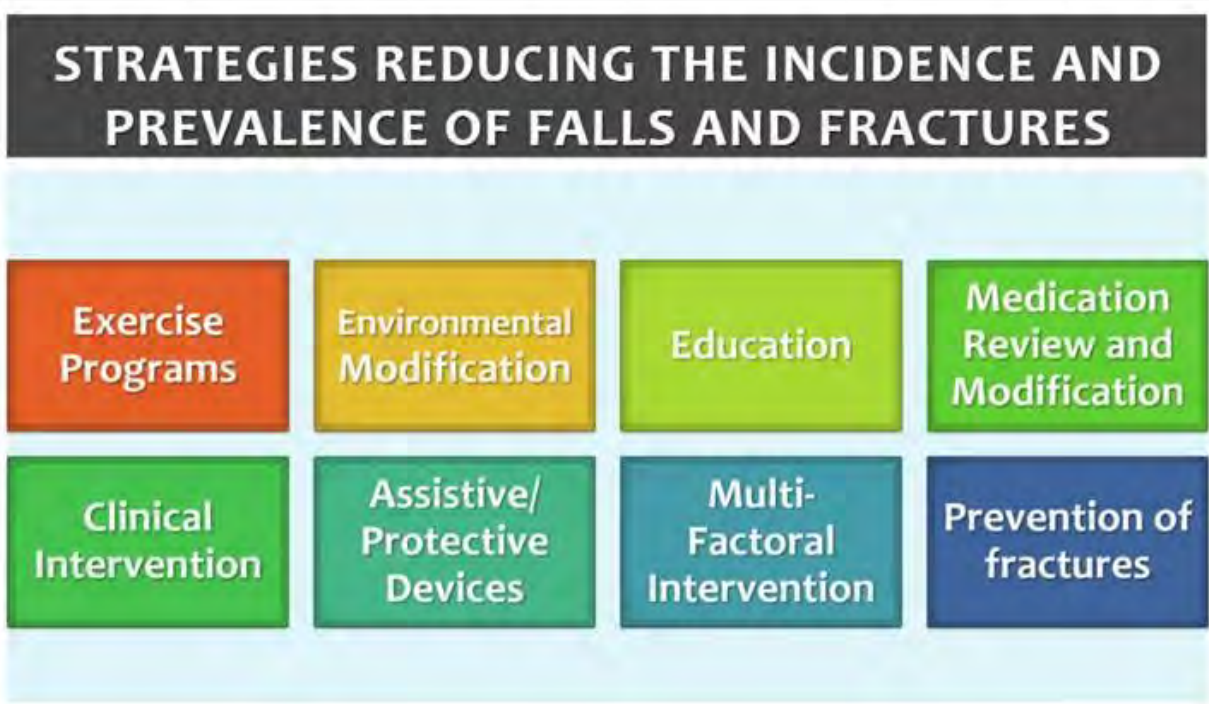 STRATEGIES REDUCING THE INCIDENCE AND
PREVALENCE OF FALLS AND FRACTURES
Exercise
Programs
Environmental
Modification
Education
Medication
Review and
Modification
Clinical
Intervention
Assistive/
Protective
Devices
Multi-
Factoral
Intervention
Prevention of
fractures